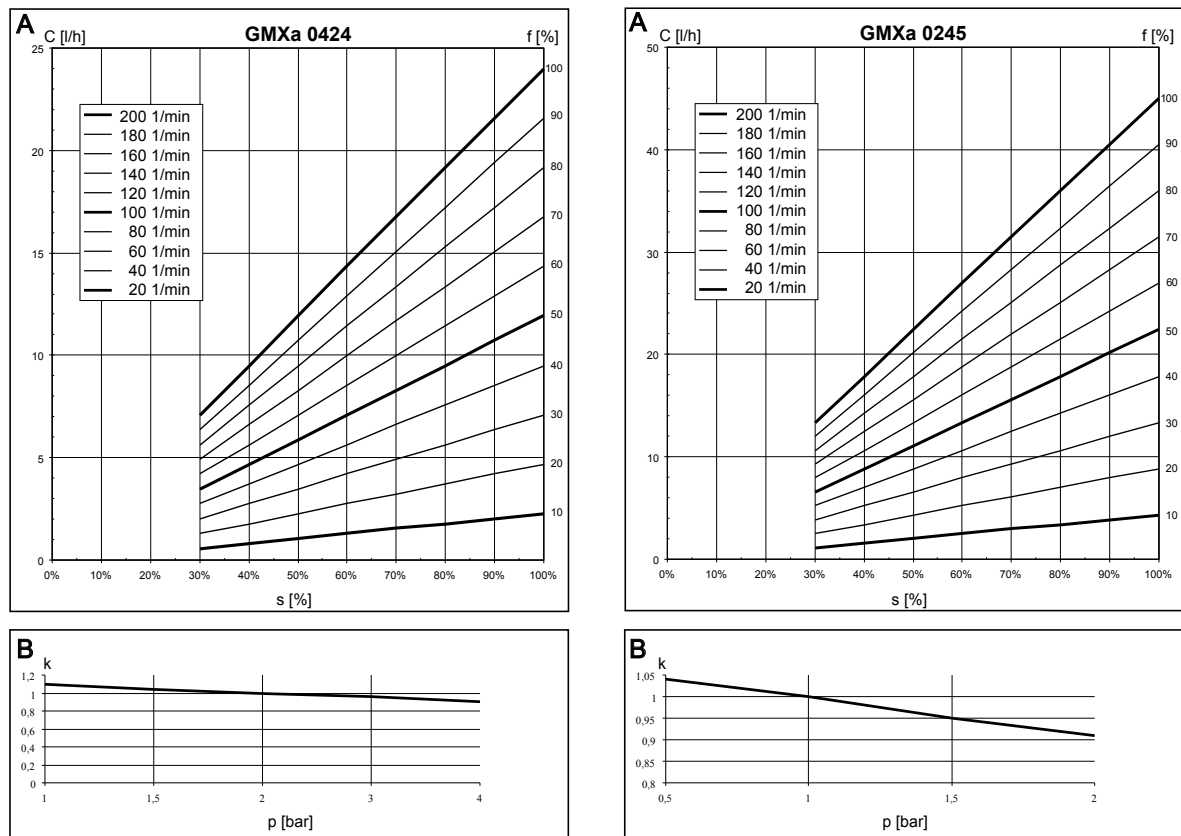 A
C [l/h]
GMXa 0424
f [%]
25
20
15
10
5
0
200 1/min
180 1/min
160 1/min
140 1/min
120 1/min
100 1/min
80 1/min
60 1/min
40 1/min
20 1/min
100
90
80
70
60
50
40
30
20
10
0% 10% 20% 30% 40% 50% 60% 70% 80% 90% 100%
s [%]
A
C [l/h]
GMXa 0245
f [%]
50
40
30
20
10
0
200 1/min
180 1/min
160 1/min
140 1/min
120 1/min
100 1/min
80 1/min
60 1/min
40 1/min
20 1/min
100
90
80
70
60
50
40
30
20
10
0% 10% 20% 30% 40% 50% 60% 70% 80% 90% 100%
s [%]
B
k
1,2
1
0,8
0,6
0,4
0,2
0
1 1,5 2 3 4
p [bar]
B
k
1,05
1
0,95
0,9
0,85
0,8
0,5 1 1,5 2
p [bar]